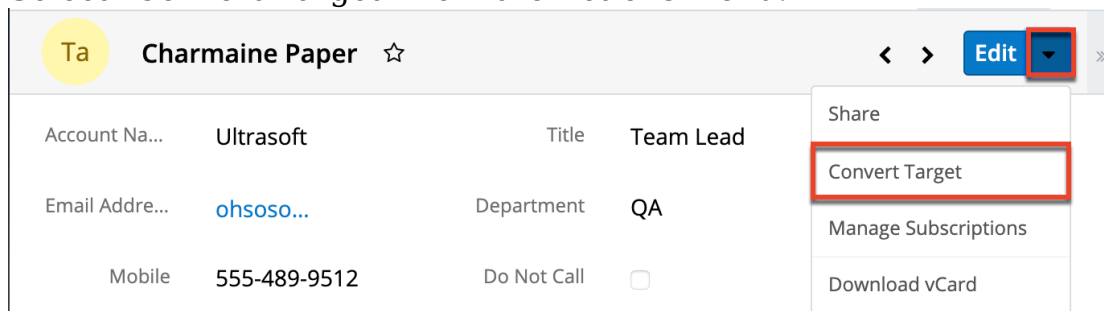 Ta Charmaine Paper Edit
Share
Account Na... Ultrasoft Title Team Lead
Convert Target
Email Addre... ohsoso... Department QA
Manage Subscriptions
Mobile 555-489-9512 Do Not Call
Download vCard